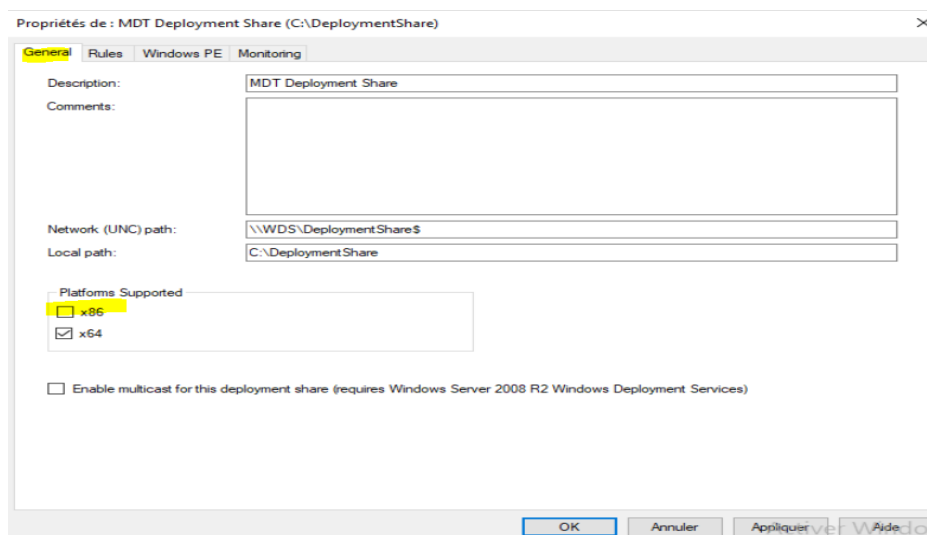 Propriétés de : MDT Deployment Share (C:\DeploymentShare)
General Rules Windows PE Monitoring
Description: MDT Deployment Share
Comments:
Network (UNC) path: \\WDS\DeploymentShare$
Local path: C:\DeploymentShare
Platforms Supported
x86
x64
Enable multicast for this deployment share (requires Windows Server 2008 R2 Windows Deployment Services)
OK Annuler Appliquer Aide